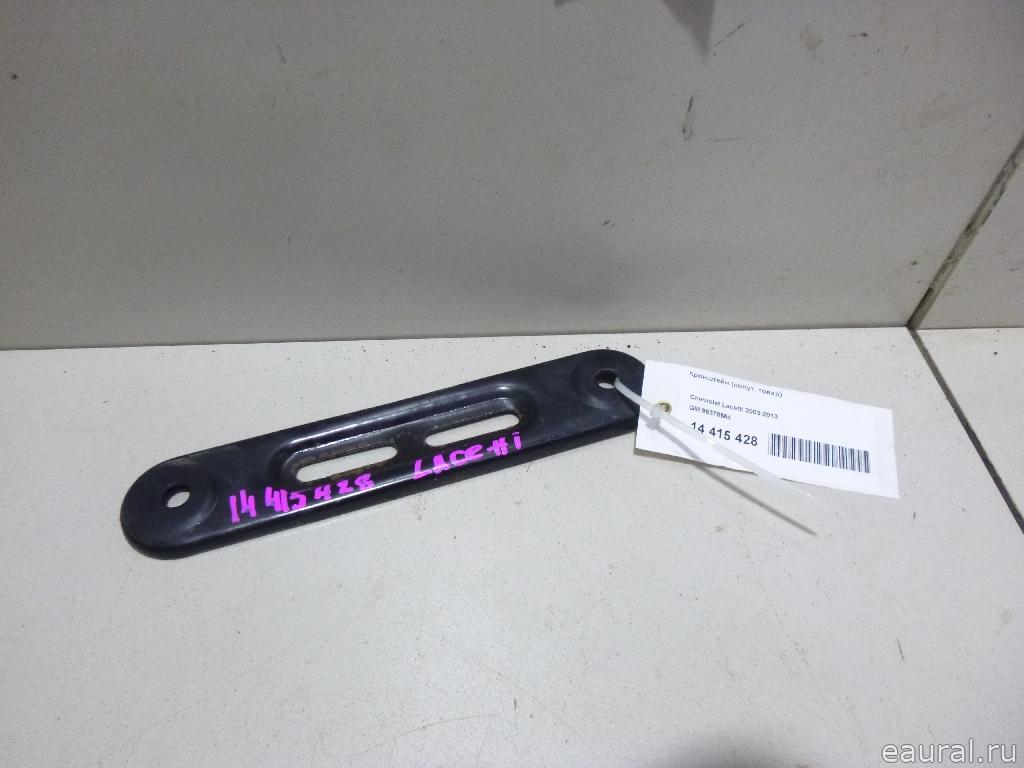 Кронштейн (сопут. товар)
Chevrolet Lacetti 2003-2013
GM 96378564
14 415 428
14 415 428 LACETTI
eaural.ru